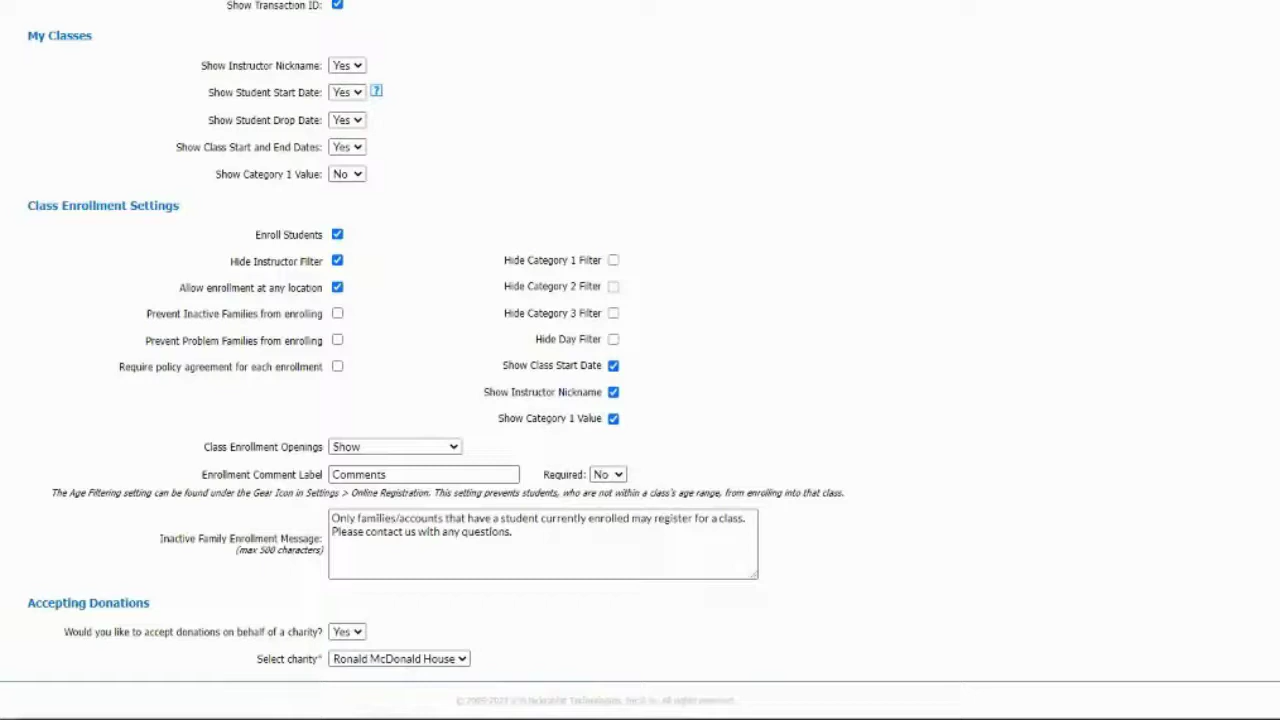 Show Transaction ID:
My Classes
Show Instructor Nickname: Yes
Show Student Start Date: Yes ?
Show Student Drop Date: Yes
Show Class Start and End Dates: Yes
Show Category 1 Value: No
Class Enrollment Settings
Enroll Students
Hide Instructor Filter
Hide Category 1 Filter
Allow enrollment at any location
Hide Category 2 Filter
Prevent Inactive Families from enrolling
Hide Category 3 Filter
Prevent Problem Families from enrolling
Hide Day Filter
Require policy agreement for each enrollment
Show Class Start Date
Show Instructor Nickname
Show Category 1 Value
Class Enrollment Openings Show
Enrollment Comment Label Comments Required: No
The Age Filtering setting can be found under the Gear Icon in Settings > Online Registration. This setting prevents students, who are not within a class's age range, from enrolling into that class.
Only families/accounts that have a student currently enrolled may register for a class.
Please contact us with any questions.
Inactive Family Enrollment Message:
(max 500 characters)
Accepting Donations
Would you like to accept donations on behalf of a charity? Yes
Select charity* Ronald McDonald House
All rights reserved.